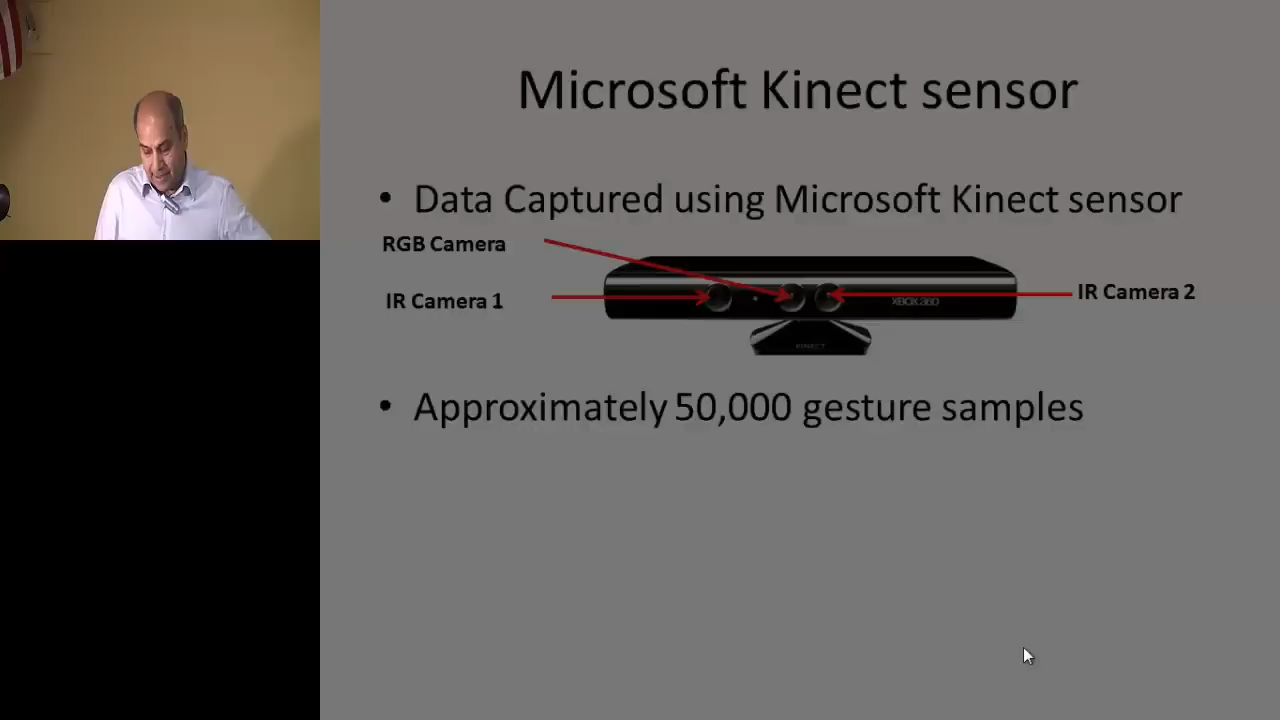 Microsoft Kinect sensor
• Data Captured using Microsoft Kinect sensor
RGB Camera
IR Camera 1
IR Camera 2
XBOX 360
KINECT
• Approximately 50,000 gesture samples